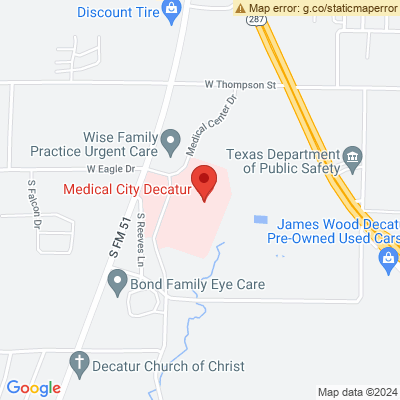 Map error: g.co/staticmaperror
Discount Tire
287
W Thompson St
Medical Center Dr
Wise Family
Practice Urgent Care
Texas Department
of Public Safety
W Eagle Dr
Medical City Decatur
S Falcon Dr
S Reeves Ln
S FM 51
James Wood Decatu
Pre-Owned Used Cars
Bond Family Eye Care
Decatur Church of Christ
Google
Map data ©2024